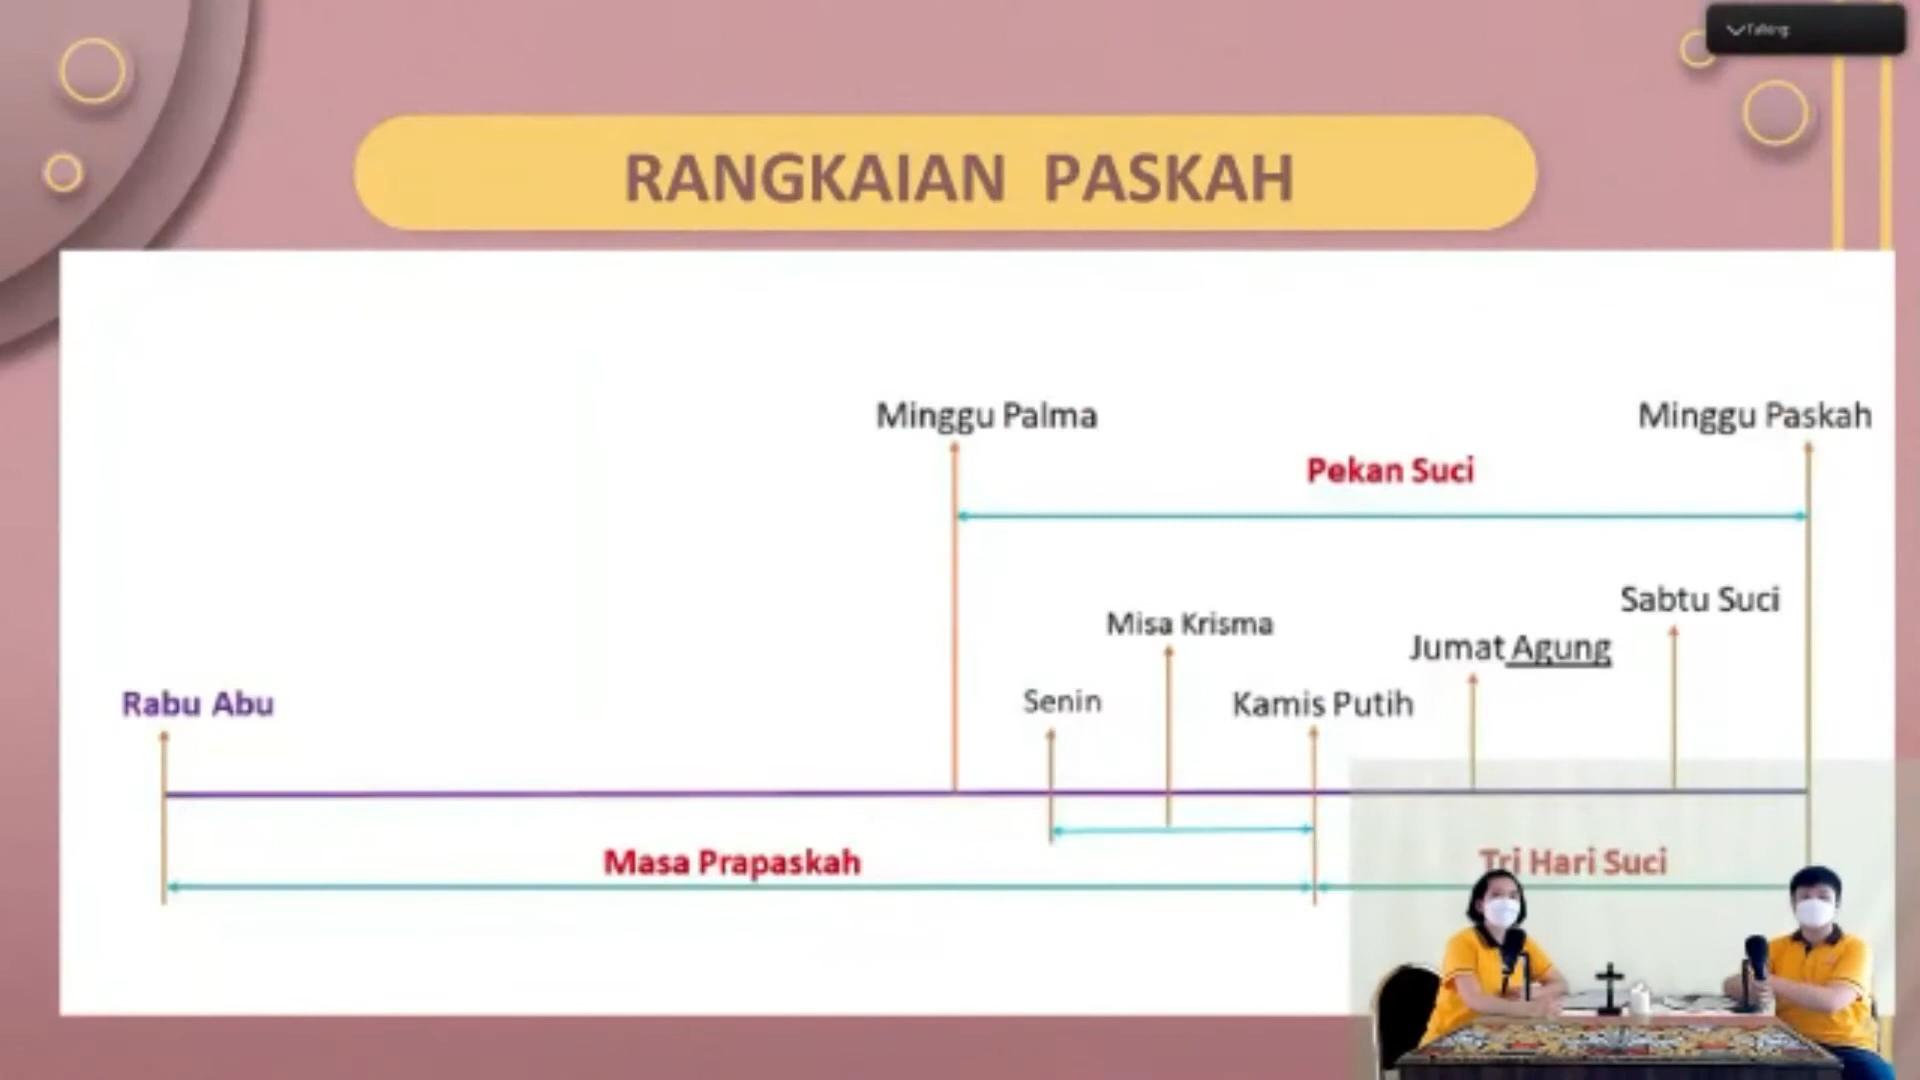 Talking:
RANGKAIAN PASKAH
Minggu Palma
Minggu Paskah
Pekan Suci
Sabtu Suci
Misa Krisma
Jumat Agung
Rabu Abu
Senin
Kamis Putih
Masa Prapaskah
Tri Hari Suci